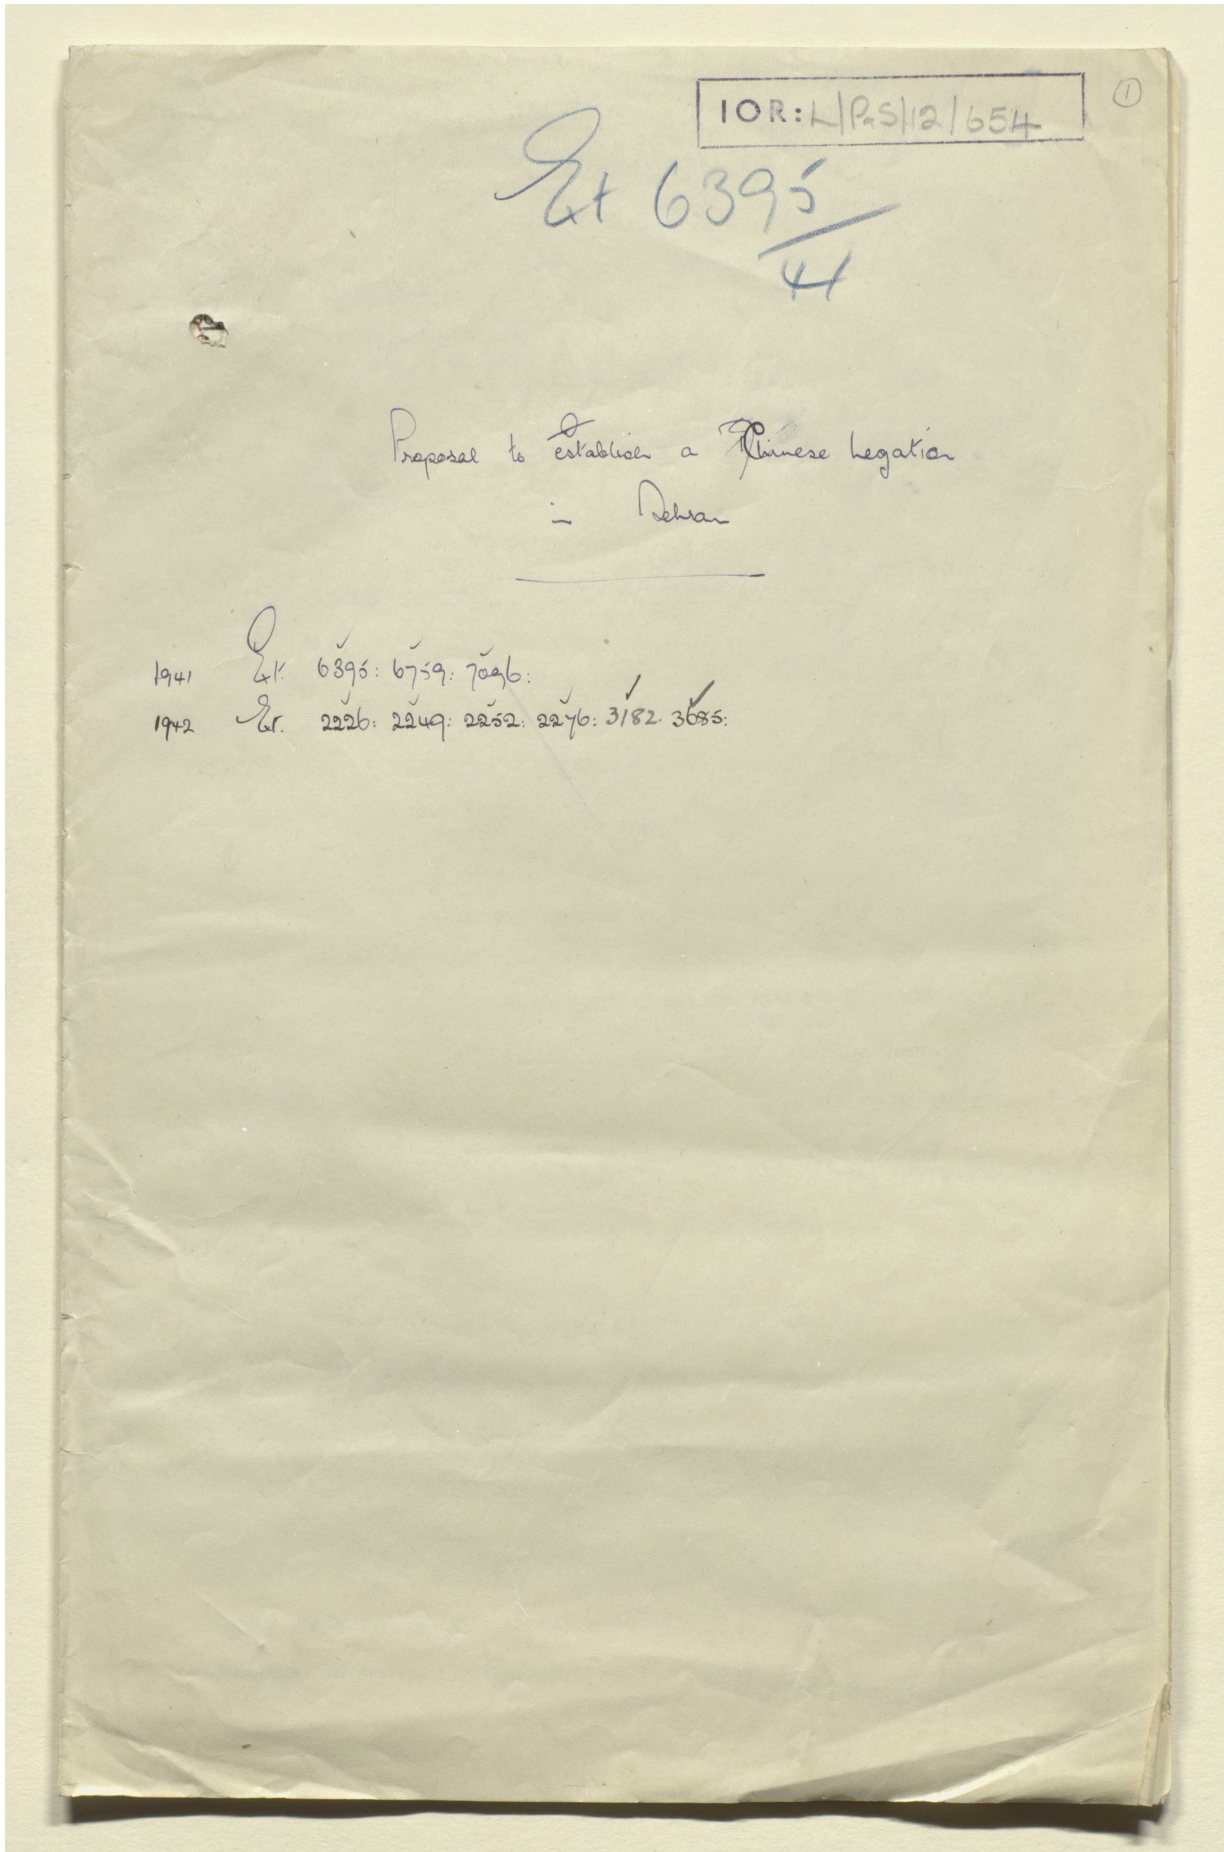 1
IOR: L/P&S/12/654
Ext 6395
41
Proposal to establish a Chinese Legation
in Tehran
1941 Ext. 6395: 6759: 7096:
1942 Ext. 2226: 2249: 2252: 2276: 3182. 3685: